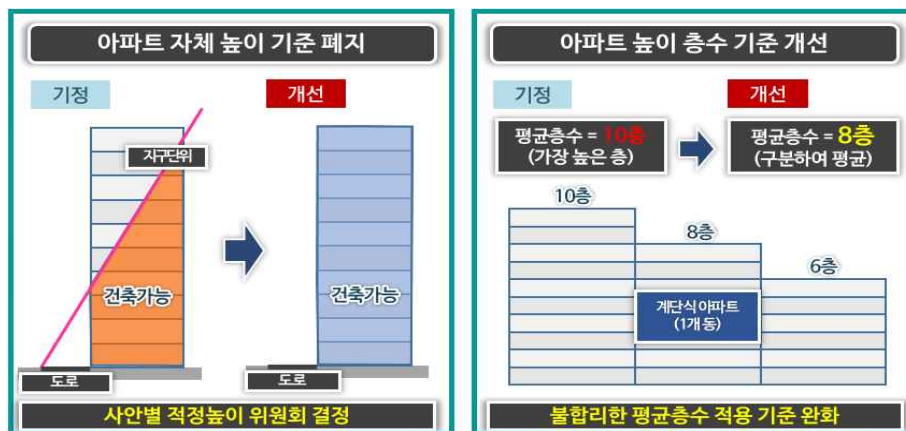 아파트 자체 높이 기준 폐지
기정
개선
지구단위
건축가능
건축가능
도로
도로
사안별 적정높이 위원회 결정
아파트 높이 층수 기준 개선
기정
개선
평균층수 = 10층
(가장 높은 층)
평균층수 = 8층
(구분하여 평균)
10층
8층
6층
계단식 아파트
(1개 동)
불합리한 평균층수 적용 기준 완화